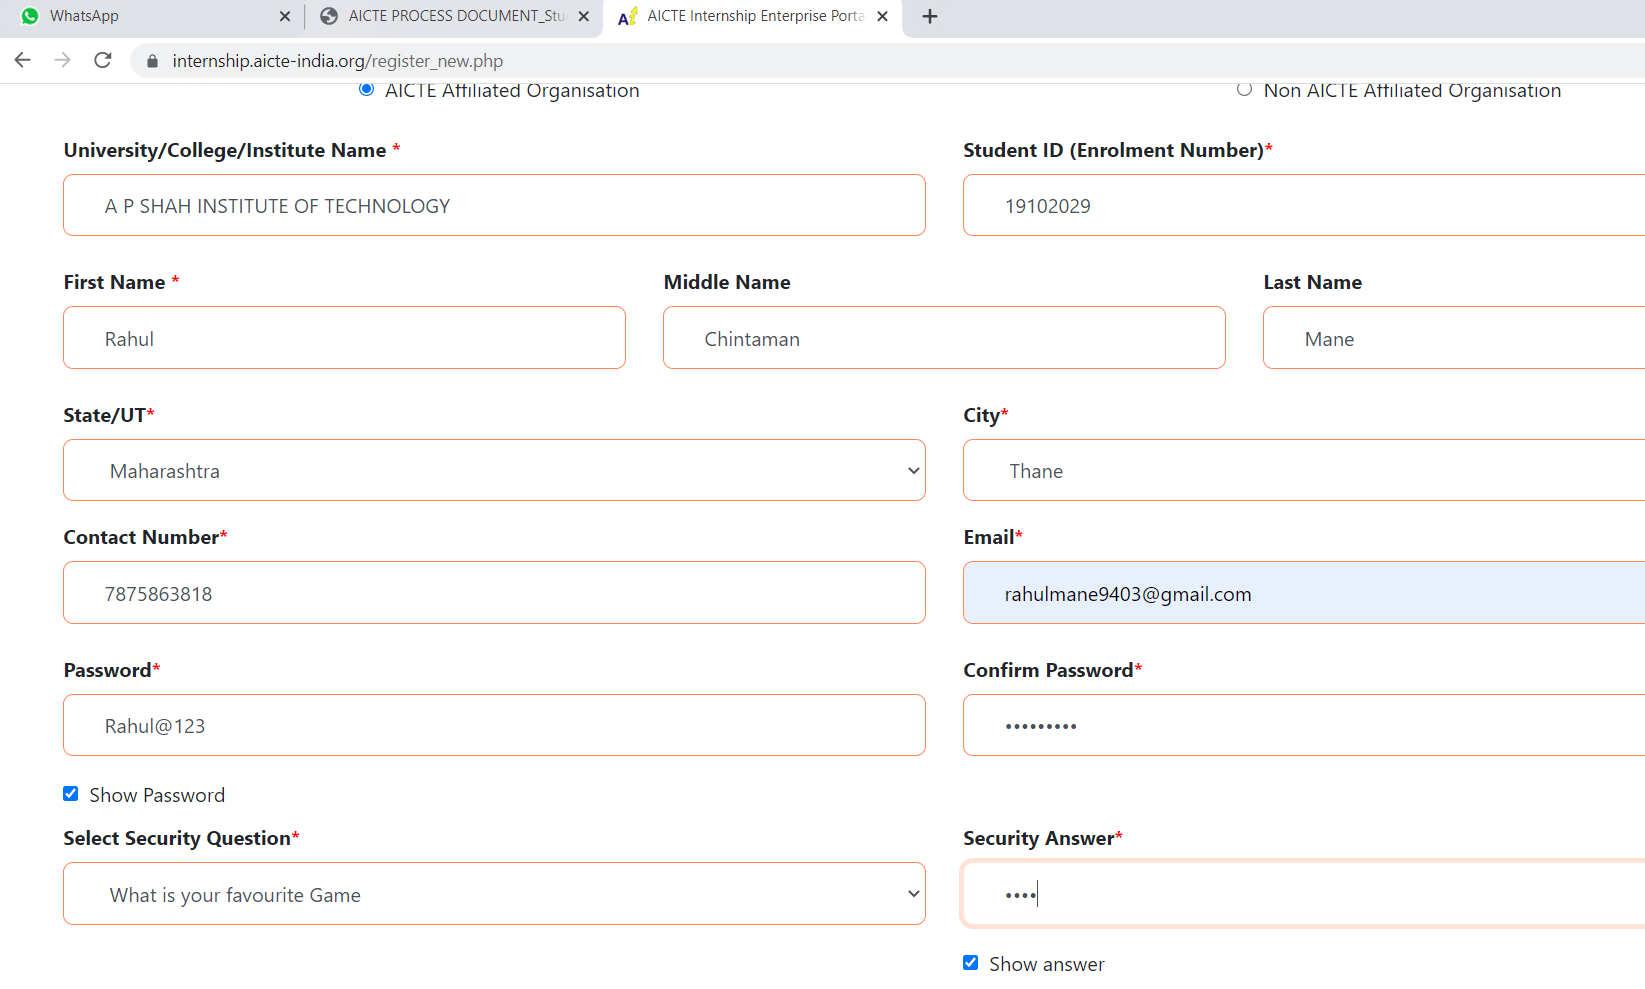 WhatsApp
AICTE PROCESS DOCUMENT_Stu
AICTE Internship Enterprise Porta
internship.aicte-india.org/register_new.php
AICTE Affiliated Organisation
Non AICTE Affiliated Organisation
University/College/Institute Name *
Student ID (Enrolment Number)*
A P SHAH INSTITUTE OF TECHNOLOGY
19102029
First Name *
Middle Name
Last Name
Rahul
Chintaman
Mane
State/UT*
City*
Maharashtra
Thane
Contact Number*
Email*
7875863818
rahulmane9403@gmail.com
Password*
Confirm Password*
Rahul@123
•••••••••
Show Password
Select Security Question*
Security Answer*
What is your favourite Game
••••
Show answer